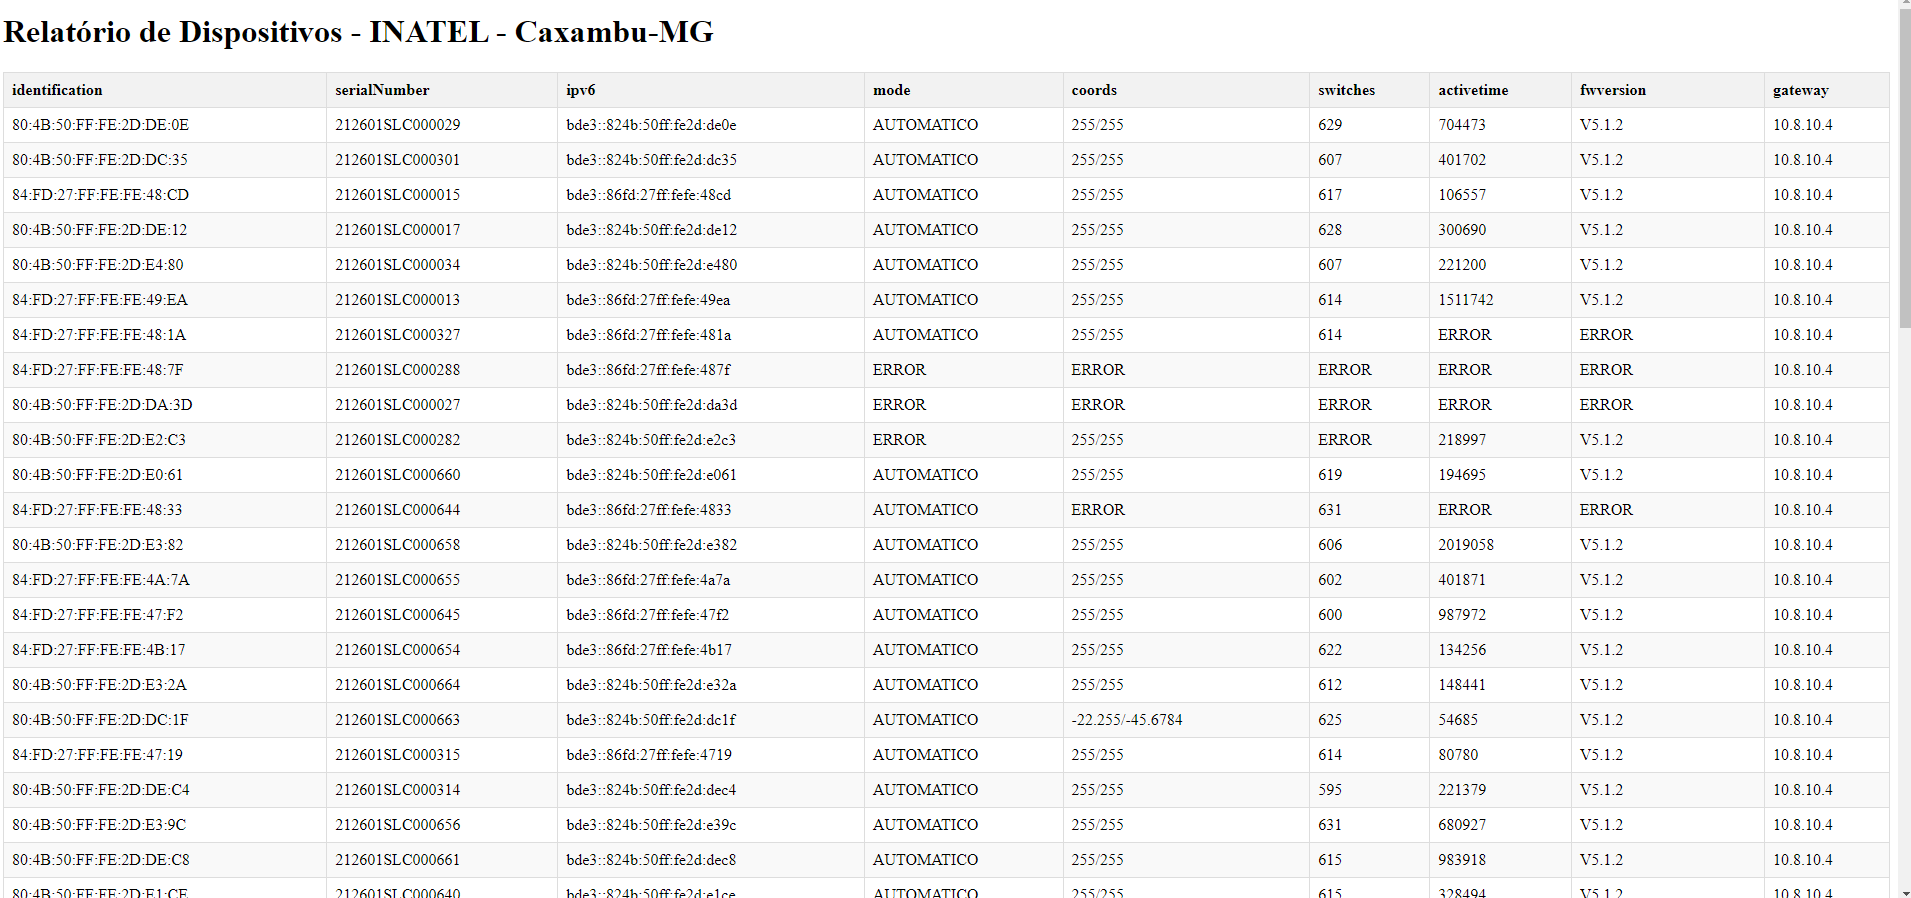 Relatório de Dispositivos - INATEL - Caxambu-MG
identification serialNumber ipv6 mode coords switches activetime fwversion gateway
80:4B:50:FF:FE:2D:DE:0E 212601SLC000029 bde3::824b:50ff:fe2d:de0e AUTOMATICO 255/255 629 704473 V5.1.2 10.8.10.4
80:4B:50:FF:FE:2D:DC:35 212601SLC000301 bde3::824b:50ff:fe2d:dc35 AUTOMATICO 255/255 607 401702 V5.1.2 10.8.10.4
84:FD:27:FF:FE:FE:48:CD 212601SLC000015 bde3::86fd:27ff:fefe:48cd AUTOMATICO 255/255 617 106557 V5.1.2 10.8.10.4
80:4B:50:FF:FE:2D:DE:12 212601SLC000017 bde3::824b:50ff:fe2d:de12 AUTOMATICO 255/255 628 300690 V5.1.2 10.8.10.4
80:4B:50:FF:FE:2D:E4:80 212601SLC000034 bde3::824b:50ff:fe2d:e480 AUTOMATICO 255/255 607 221200 V5.1.2 10.8.10.4
84:FD:27:FF:FE:FE:49:EA 212601SLC000013 bde3::86fd:27ff:fefe:49ea AUTOMATICO 255/255 614 1511742 V5.1.2 10.8.10.4
84:FD:27:FF:FE:FE:48:1A 212601SLC000327 bde3::86fd:27ff:fefe:481a AUTOMATICO 255/255 614 ERROR ERROR 10.8.10.4
84:FD:27:FF:FE:FE:48:7F 212601SLC000288 bde3::86fd:27ff:fefe:487f ERROR ERROR ERROR ERROR ERROR 10.8.10.4
80:4B:50:FF:FE:2D:DA:3D 212601SLC000027 bde3::824b:50ff:fe2d:da3d ERROR ERROR ERROR ERROR ERROR 10.8.10.4
80:4B:50:FF:FE:2D:E2:C3 212601SLC000282 bde3::824b:50ff:fe2d:e2c3 ERROR 255/255 ERROR 218997 V5.1.2 10.8.10.4
80:4B:50:FF:FE:2D:E0:61 212601SLC000660 bde3::824b:50ff:fe2d:e061 AUTOMATICO 255/255 619 194695 V5.1.2 10.8.10.4
84:FD:27:FF:FE:FE:48:33 212601SLC000644 bde3::86fd:27ff:fefe:4833 AUTOMATICO ERROR 631 ERROR ERROR 10.8.10.4
80:4B:50:FF:FE:2D:E3:82 212601SLC000658 bde3::824b:50ff:fe2d:e382 AUTOMATICO 255/255 606 2019058 V5.1.2 10.8.10.4
84:FD:27:FF:FE:FE:4A:7A 212601SLC000655 bde3::86fd:27ff:fefe:4a7a AUTOMATICO 255/255 602 401871 V5.1.2 10.8.10.4
84:FD:27:FF:FE:FE:47:F2 212601SLC000645 bde3::86fd:27ff:fefe:47f2 AUTOMATICO 255/255 600 987972 V5.1.2 10.8.10.4
84:FD:27:FF:FE:FE:4B:17 212601SLC000654 bde3::86fd:27ff:fefe:4b17 AUTOMATICO 255/255 622 134256 V5.1.2 10.8.10.4
80:4B:50:FF:FE:2D:E3:2A 212601SLC000664 bde3::824b:50ff:fe2d:e32a AUTOMATICO 255/255 612 148441 V5.1.2 10.8.10.4
80:4B:50:FF:FE:2D:DC:1F 212601SLC000663 bde3::824b:50ff:fe2d:dc1f AUTOMATICO -22.255/-45.6784 625 54685 V5.1.2 10.8.10.4
84:FD:27:FF:FE:FE:47:19 212601SLC000315 bde3::86fd:27ff:fefe:4719 AUTOMATICO 255/255 614 80780 V5.1.2 10.8.10.4
80:4B:50:FF:FE:2D:DE:C4 212601SLC000314 bde3::824b:50ff:fe2d:dec4 AUTOMATICO 255/255 595 221379 V5.1.2 10.8.10.4
80:4B:50:FF:FE:2D:E3:9C 212601SLC000656 bde3::824b:50ff:fe2d:e39c AUTOMATICO 255/255 631 680927 V5.1.2 10.8.10.4
80:4B:50:FF:FE:2D:DE:C8 212601SLC000661 bde3::824b:50ff:fe2d:dec8 AUTOMATICO 255/255 615 983918 V5.1.2 10.8.10.4
80:4B:50:FF:FE:2D:E1:CE 212601SLC000640 bde3::824b:50ff:fe2d:e1ce AUTOMATICO 255/255 615 328494 V5.1.2 10.8.10.4